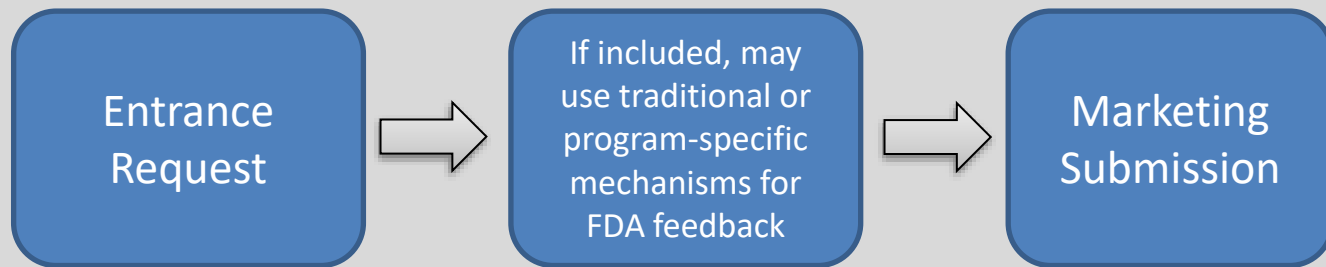 Entrance
Request
If included, may
use traditional or
program-specific
mechanisms for
FDA feedback
Marketing
Submission